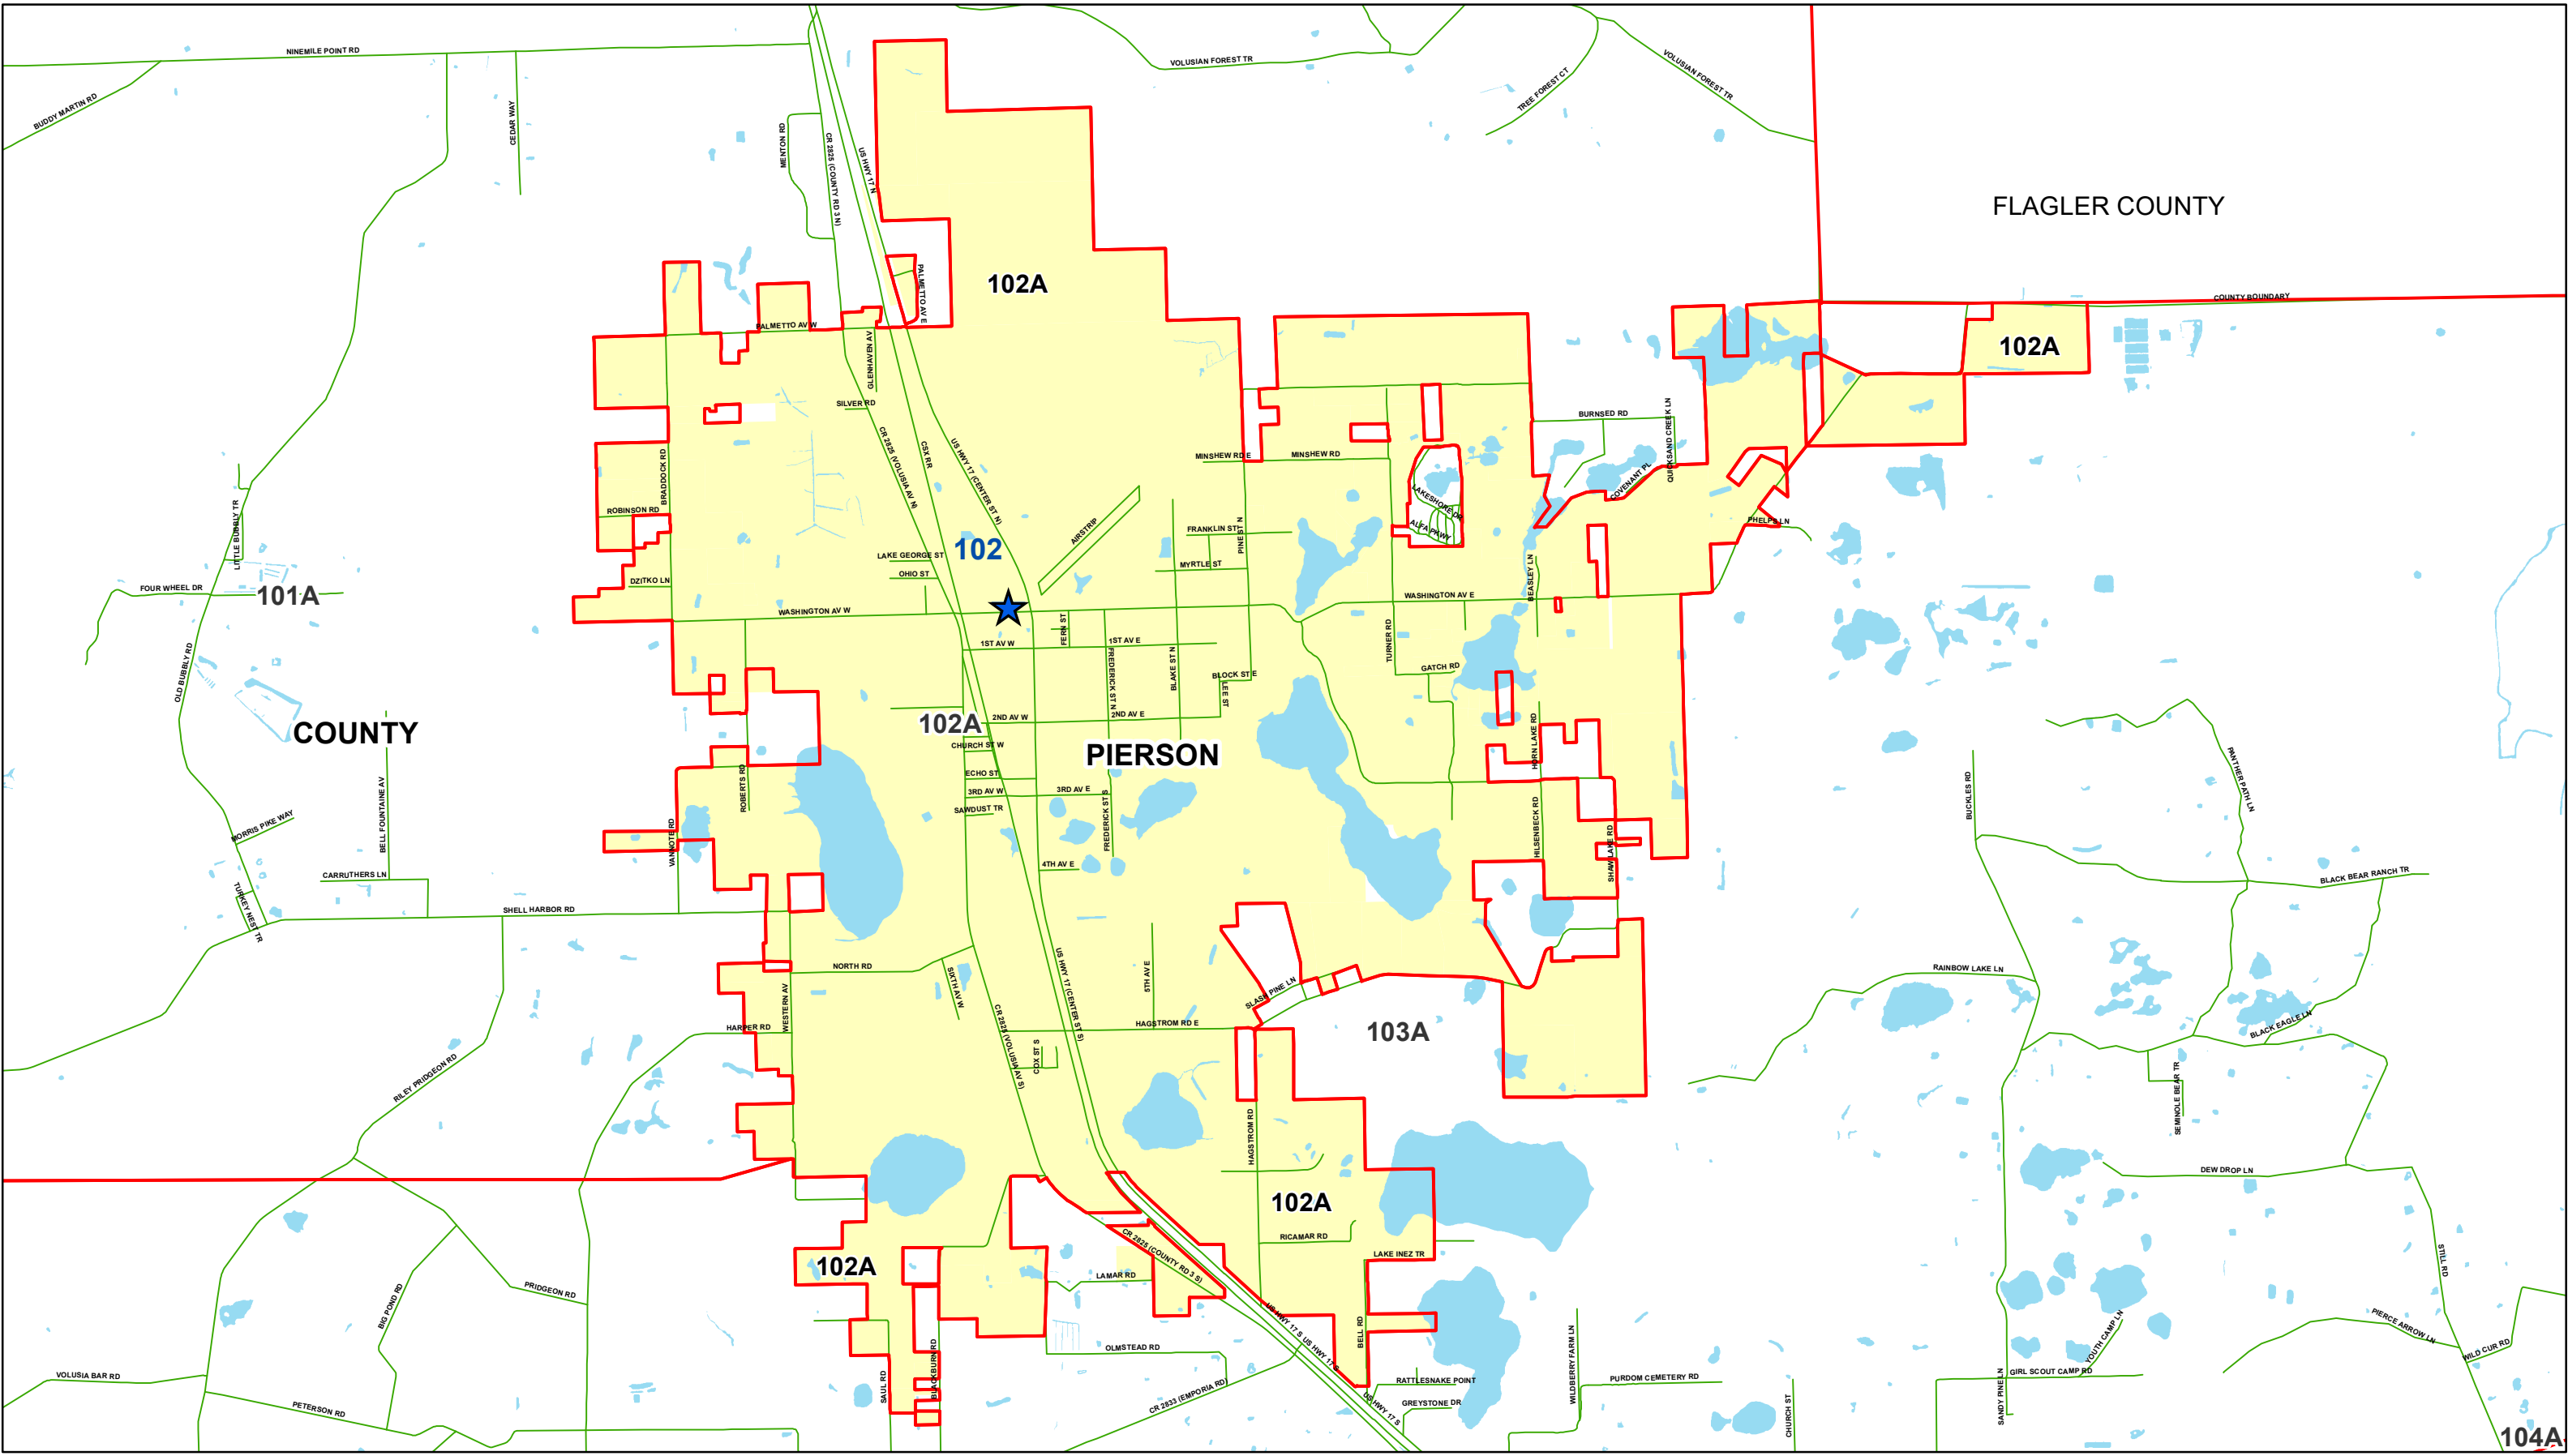 NINEMILE POINT RD
BUDDY MARTIN RD
CEDAR WAY
MENTON RD
CR 2825 (COUNTY RD 3 N)
US HWY 17 N
VOLUSIAN FOREST TR
TREE FOREST CT
VOLUSIAN FOREST TR
FLAGLER COUNTY
COUNTY BOUNDARY
102A
PALMETTO AV E
102A
PALMETTO AV W
GLENHAVEN AV
SILVER RD
BRADDOCK RD
CR 2825 (VOLUSIA AV N)
CSX RR
US HWY 17 (CENTER ST N)
MINSHEW RD E
MINSHEW RD
BURNSED RD
QUICKSAND CREEK LN
COVENANT PL
LAKESHORE DR
ALFA PKWY
PHELPS LN
ROBINSON RD
LITTLE BUBBLY TR
AIRSTRIP
FRANKLIN ST
PINE ST N
MYRTLE ST
LAKE GEORGE ST
102
OHIO ST
DZITKO LN
FOUR WHEEL DR
101A
BEASLEY LN
WASHINGTON AV W
WASHINGTON AV E
FERN ST
1ST AV W
1ST AV E
TURNER RD
OLD BUBBLY RD
FREDERICK ST N
BLAKE ST N
BLOCK ST E
LEE ST
GATCH RD
COUNTY
102A
2ND AV W
2ND AV E
CHURCH ST W
PIERSON
HORN LAKE RD
ECHO ST
3RD AV W
3RD AV E
SAWDUST TR
ROBERTS RD
FREDERICK ST S
BUCKLES RD
PANTHER PATH LN
MORRIS PIKE WAY
BELL FOUNTAINE AV
VANNOTE RD
HILSENBECK RD
SHAW LAKE RD
4TH AV E
CARRUTHERS LN
BLACK BEAR RANCH TR
TURKEY NEST TR
SHELL HARBOR RD
NORTH RD
SIXTH AV W
US HWY 17 (CENTER ST S)
5TH AV E
SLASH PINE LN
RAINBOW LAKE LN
WESTERN AV
HARPER RD
CR 2825 (VOLUSIA AV S)
HAGSTROM RD E
103A
BLACK EAGLE LN
COX ST S
RILEY PRIDGEON RD
SEMINOLE BEAR TR
HAGSTROM RD
DEW DROP LN
102A
RICAMAR RD
LAKE INEZ TR
CR 2825 (COUNTY RD 3 S)
102A
LAMAR RD
STILL RD
PRIDGEON RD
BIG POND RD
US HWY 17 S
US HWY 17 S
BELL RD
WILDBERRY FARM LN
PIERCE ARROW LN
WILD CUR RD
YOUTH CAMP LN
OLMSTEAD RD
BLACKBURN RD
SAUL RD
VOLUSIA BAR RD
PETERSON RD
CR 2833 (EMPORIA RD)
RATTLESNAKE POINT
GREYSTONE DR
US HWY 17 S
PURDOM CEMETERY RD
CHURCH ST
GIRL SCOUT CAMP RD
SANDY PINE LN
104A